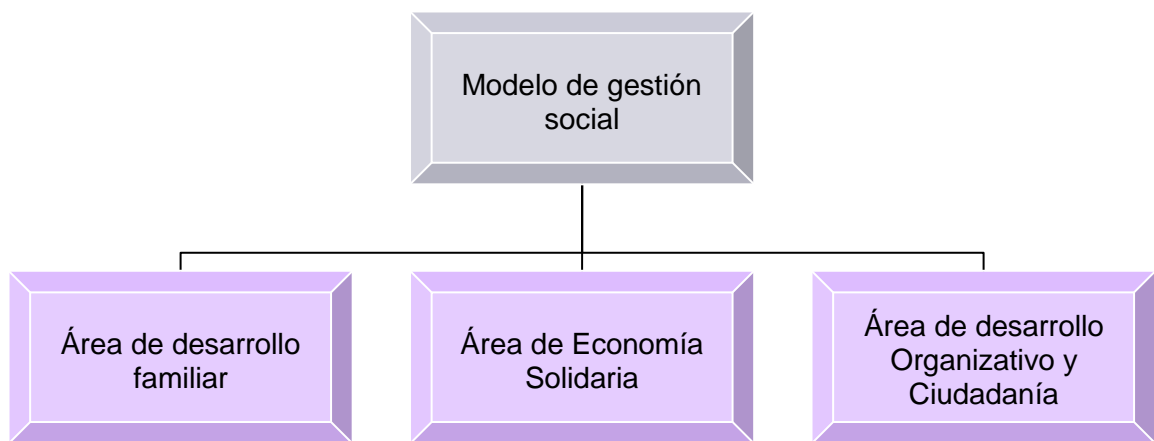 Modelo de gestión
social
Área de desarrollo
familiar
Área de Economía
Solidaria
Área de desarrollo
Organizativo y
Ciudadanía